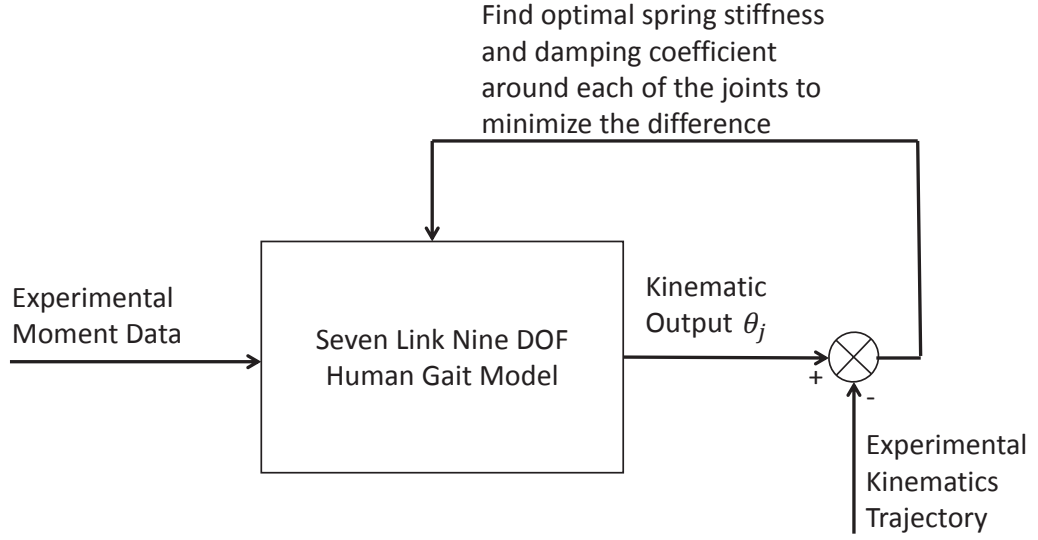 Find optimal spring stiffness
and damping coefficient
around each of the joints to
minimize the difference
Experimental
Moment Data
Seven Link Nine DOF
Human Gait Model
Kinematic
Output θⱼ
+
-
Experimental
Kinematics
Trajectory